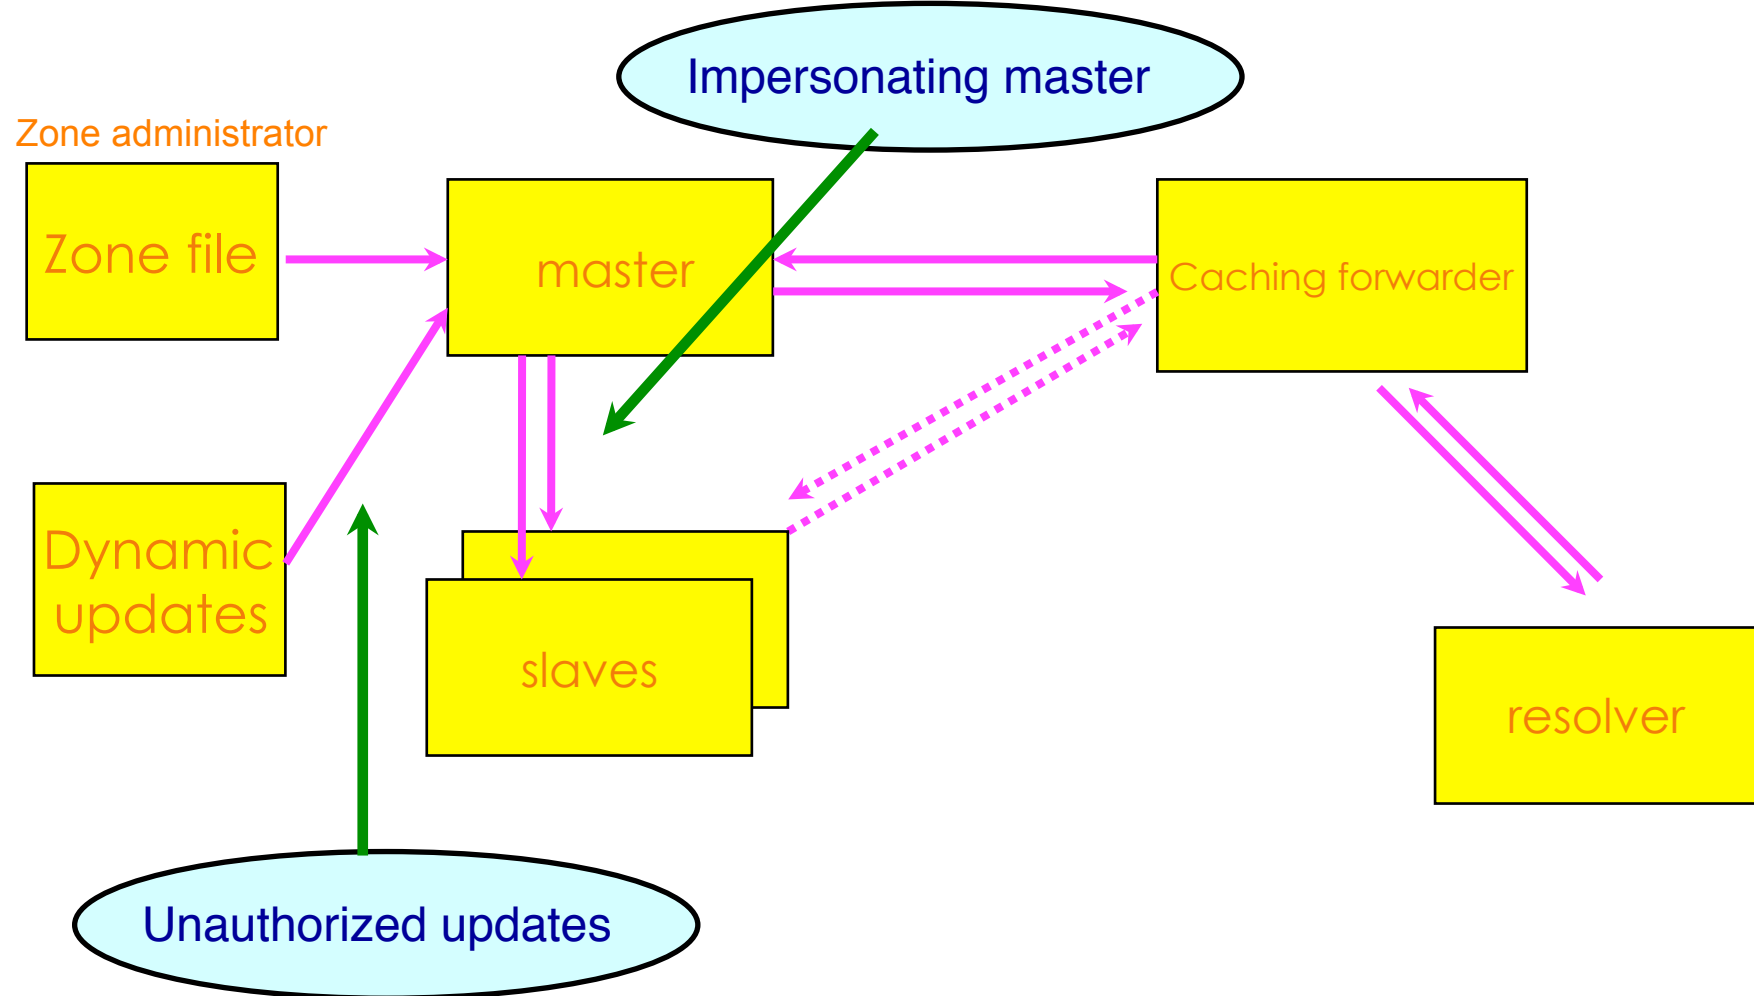 Impersonating master
Zone administrator
Zone file
master
Caching forwarder
Dynamic
updates
slaves
resolver
Unauthorized updates